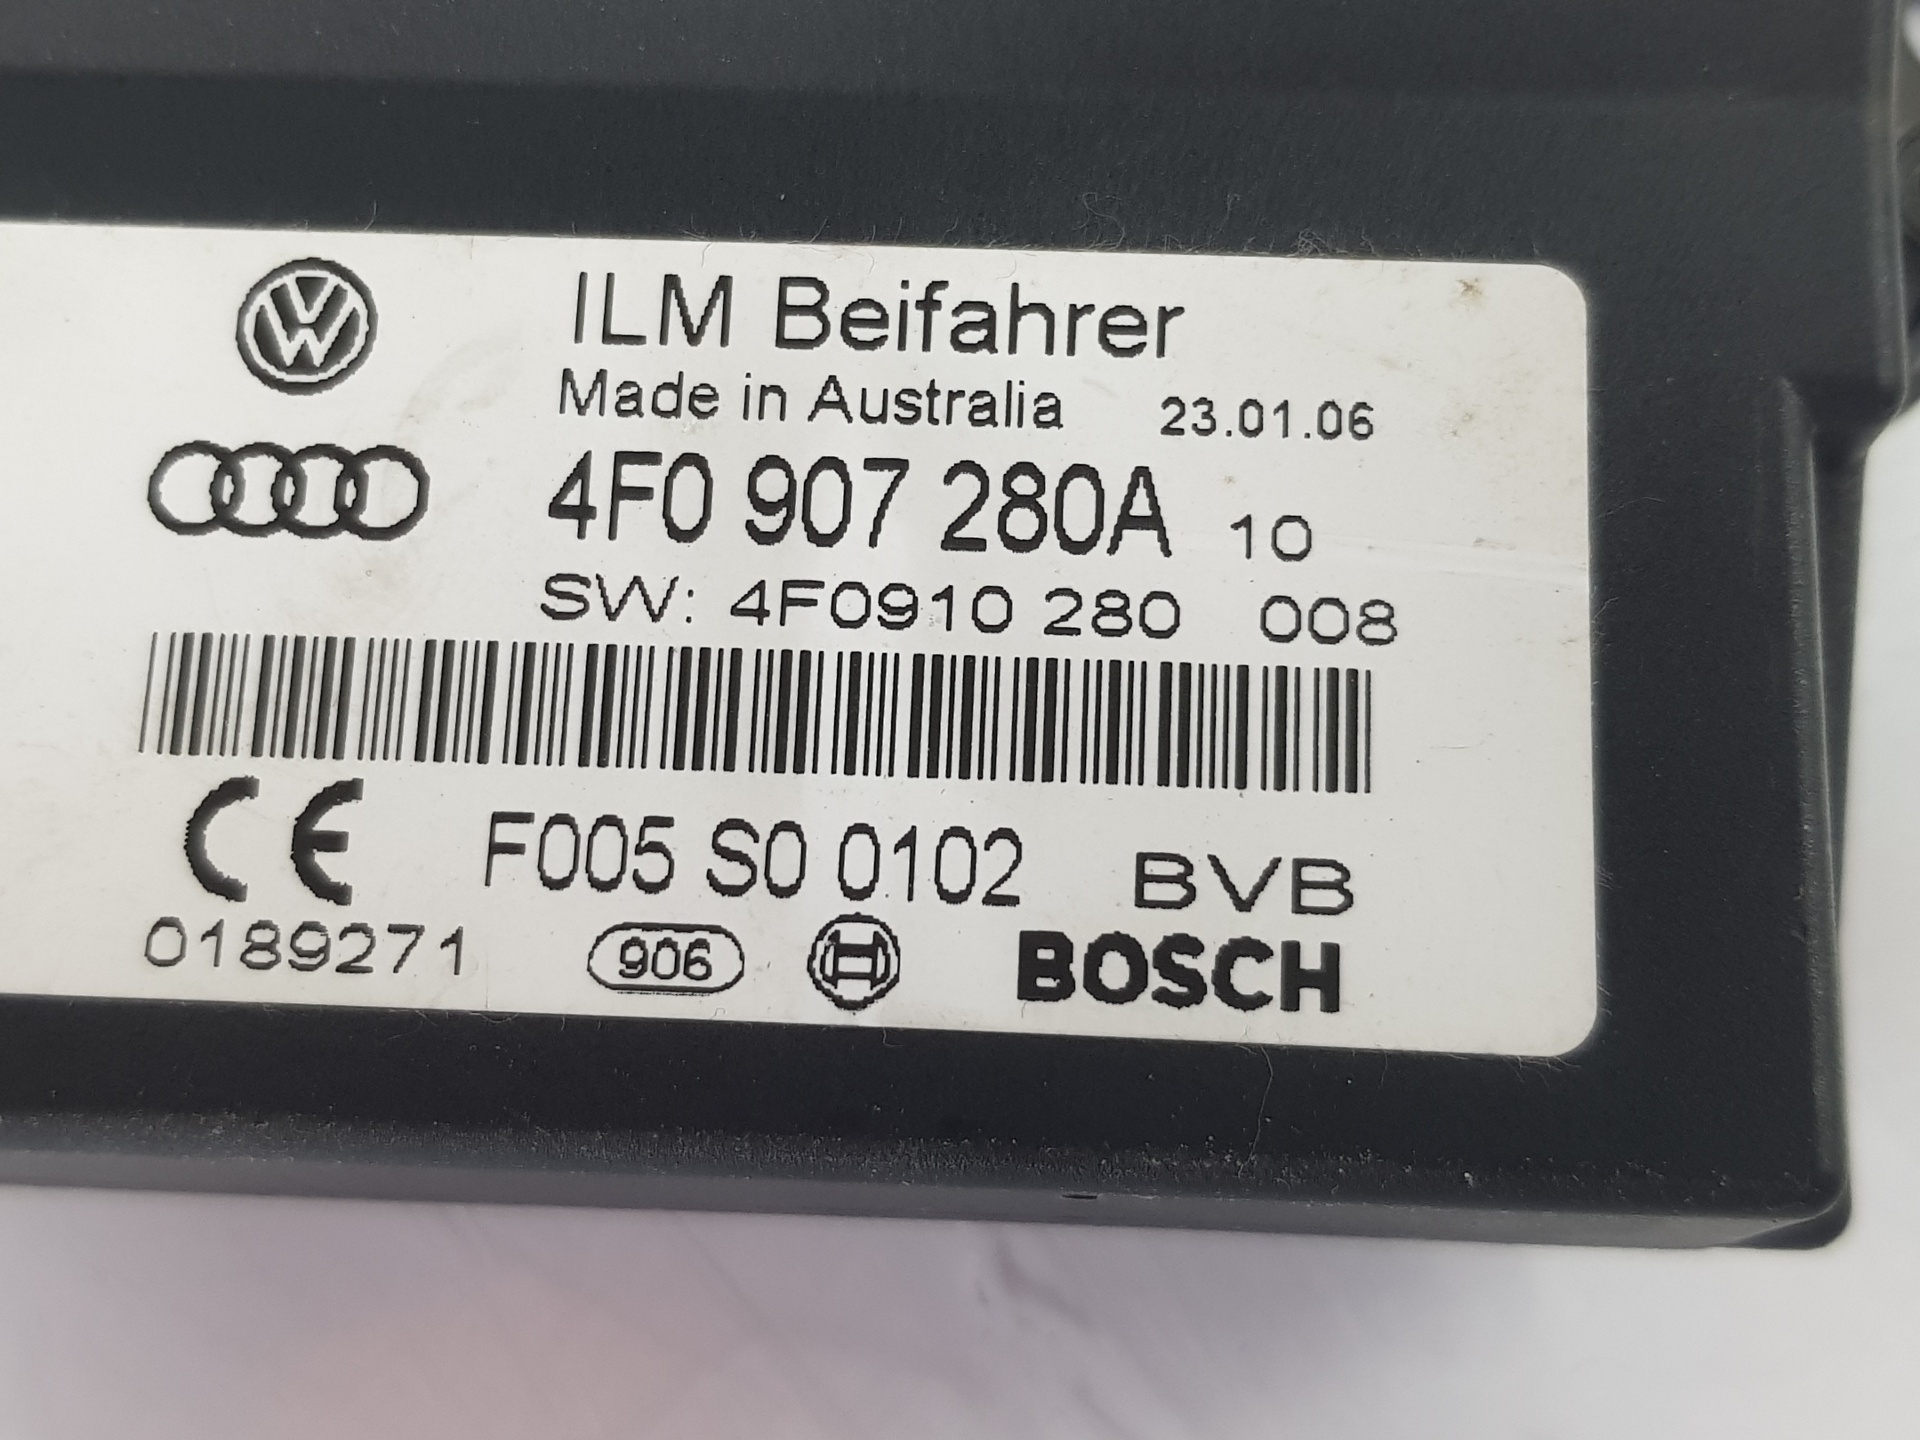 ILM Beifahrer
Made in Australia 23.01.06
4F0 907 280A 10
SW: 4F0910 280 008
CE F005 S0 0102 BVB
0189271 906 BOSCH